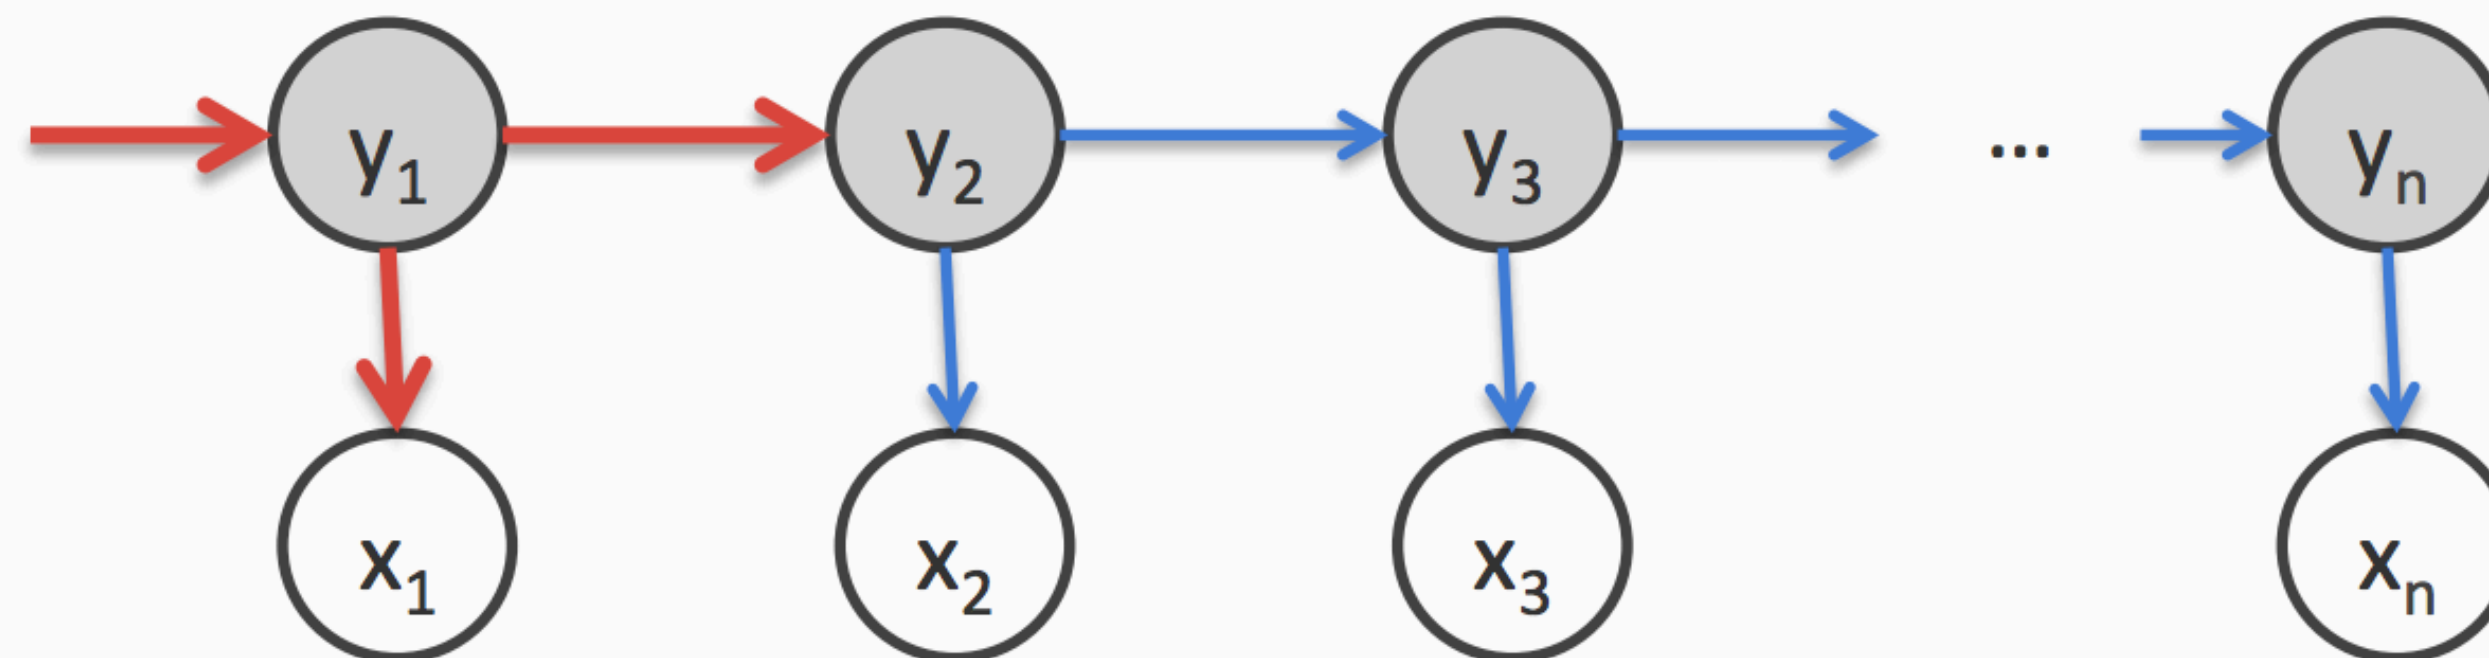 y₁ y₂ y₃ ... yₙ
x₁ x₂ x₃ xₙ